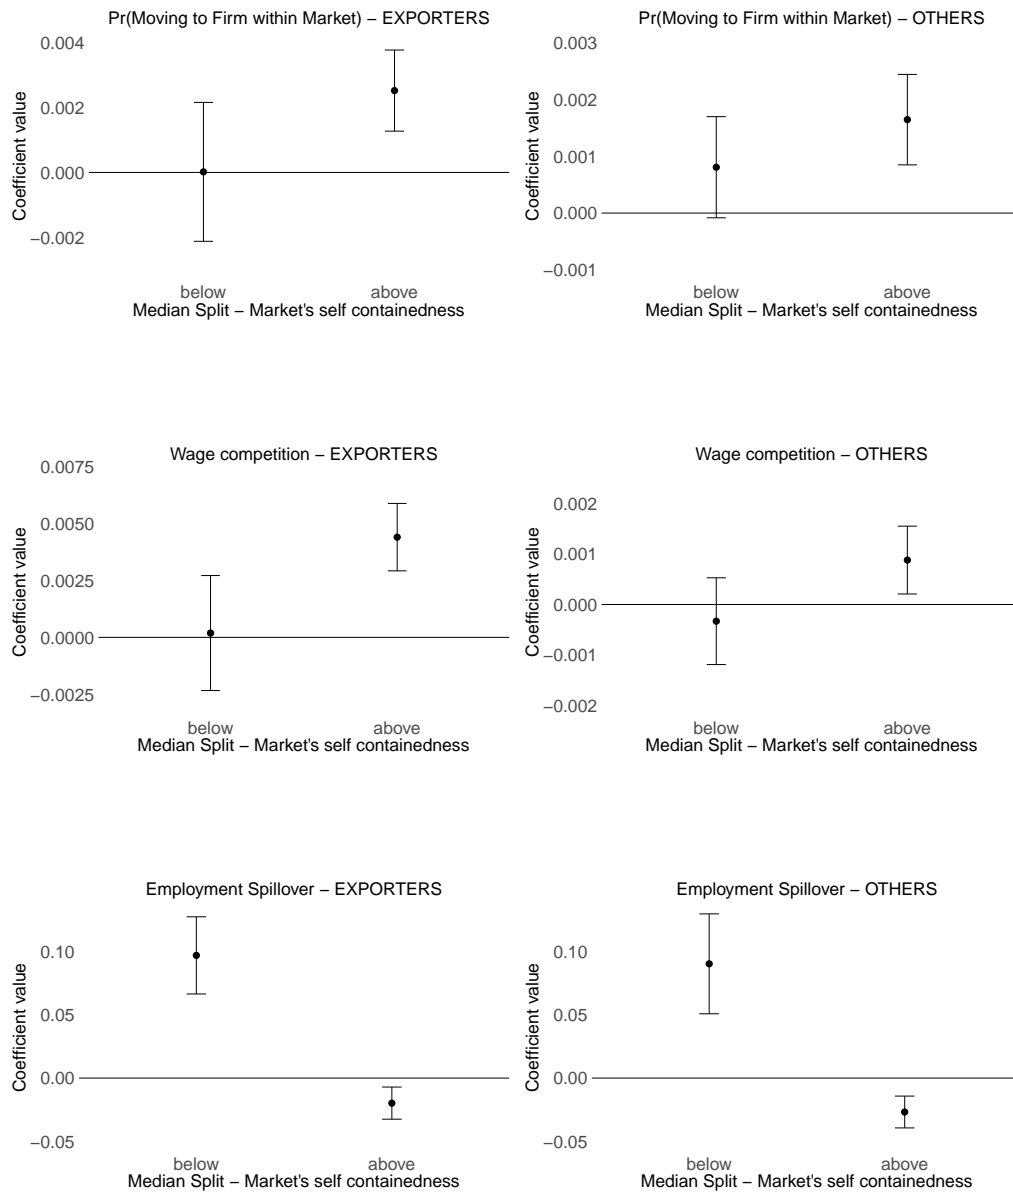 Pr(Moving to Firm within Market) – EXPORTERS
Coefficient value
0.004
0.002
0.000
−0.002
below above
Median Split – Market's self containedness
Pr(Moving to Firm within Market) – OTHERS
Coefficient value
0.003
0.002
0.001
0.000
−0.001
below above
Median Split – Market's self containedness
Wage competition – EXPORTERS
Coefficient value
0.0075
0.0050
0.0025
0.0000
−0.0025
below above
Median Split – Market's self containedness
Wage competition – OTHERS
Coefficient value
0.002
0.001
0.000
−0.001
−0.002
below above
Median Split – Market's self containedness
Employment Spillover – EXPORTERS
Coefficient value
0.10
0.05
0.00
−0.05
below above
Median Split – Market's self containedness
Employment Spillover – OTHERS
Coefficient value
0.10
0.05
0.00
−0.05
below above
Median Split – Market's self containedness